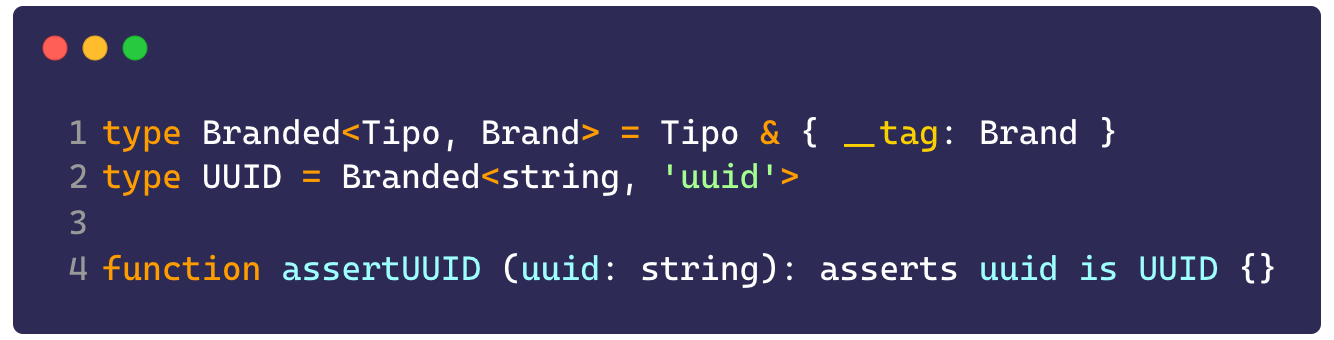 1 type Branded<Tipo, Brand> = Tipo & { __tag: Brand }
2 type UUID = Branded<string, 'uuid'>
3
4 function assertUUID (uuid: string): asserts uuid is UUID {}